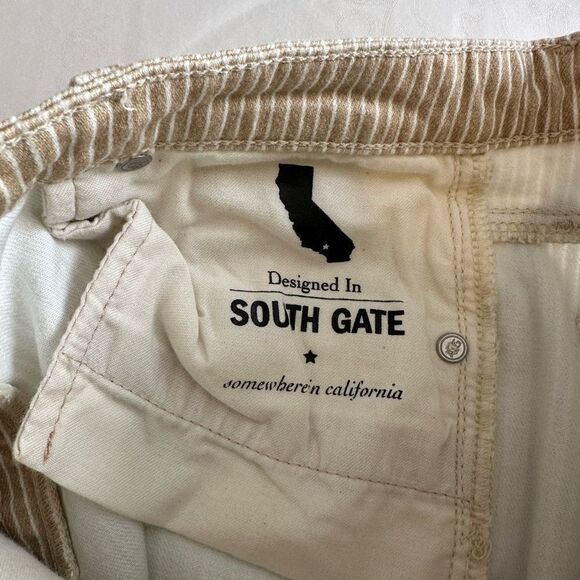 Designed In
SOUTH GATE
somewhere'n california